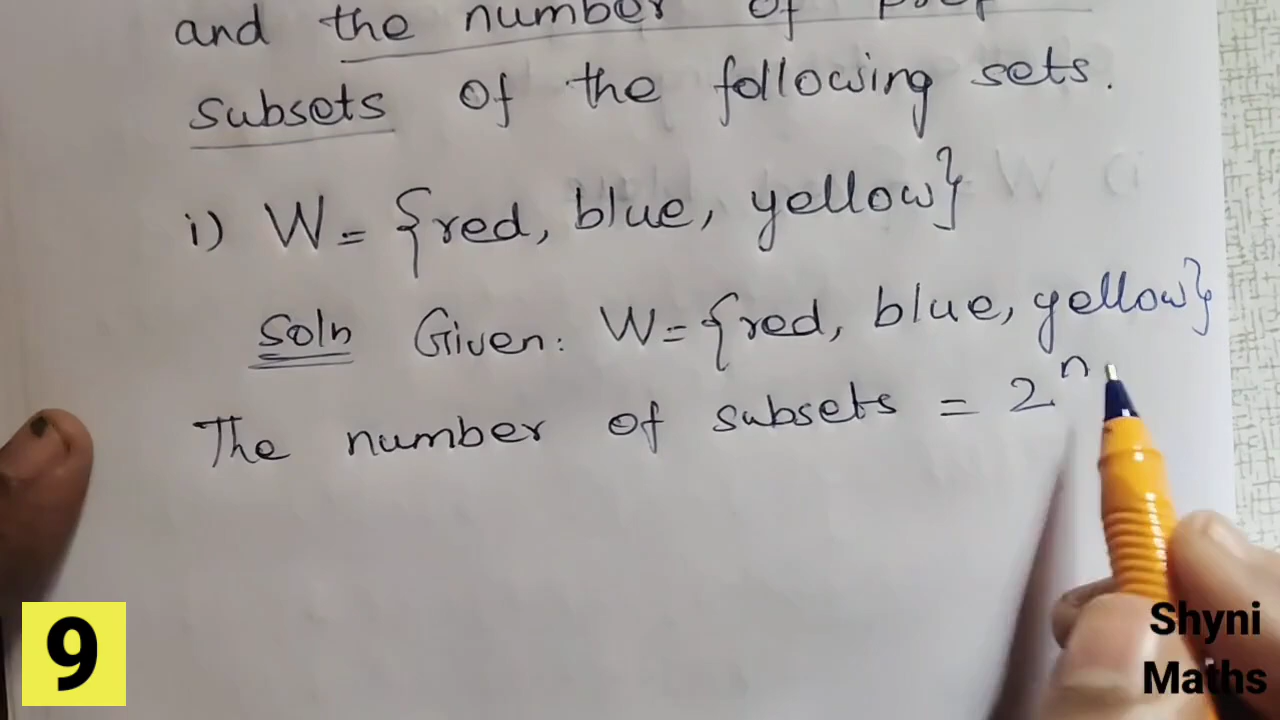 and the number of
subsets of the following sets.
i) W = {red, blue, yellow}
Soln Given: W = {red, blue, yellow}
The number of subsets = 2ⁿ
9
Shyni
Maths